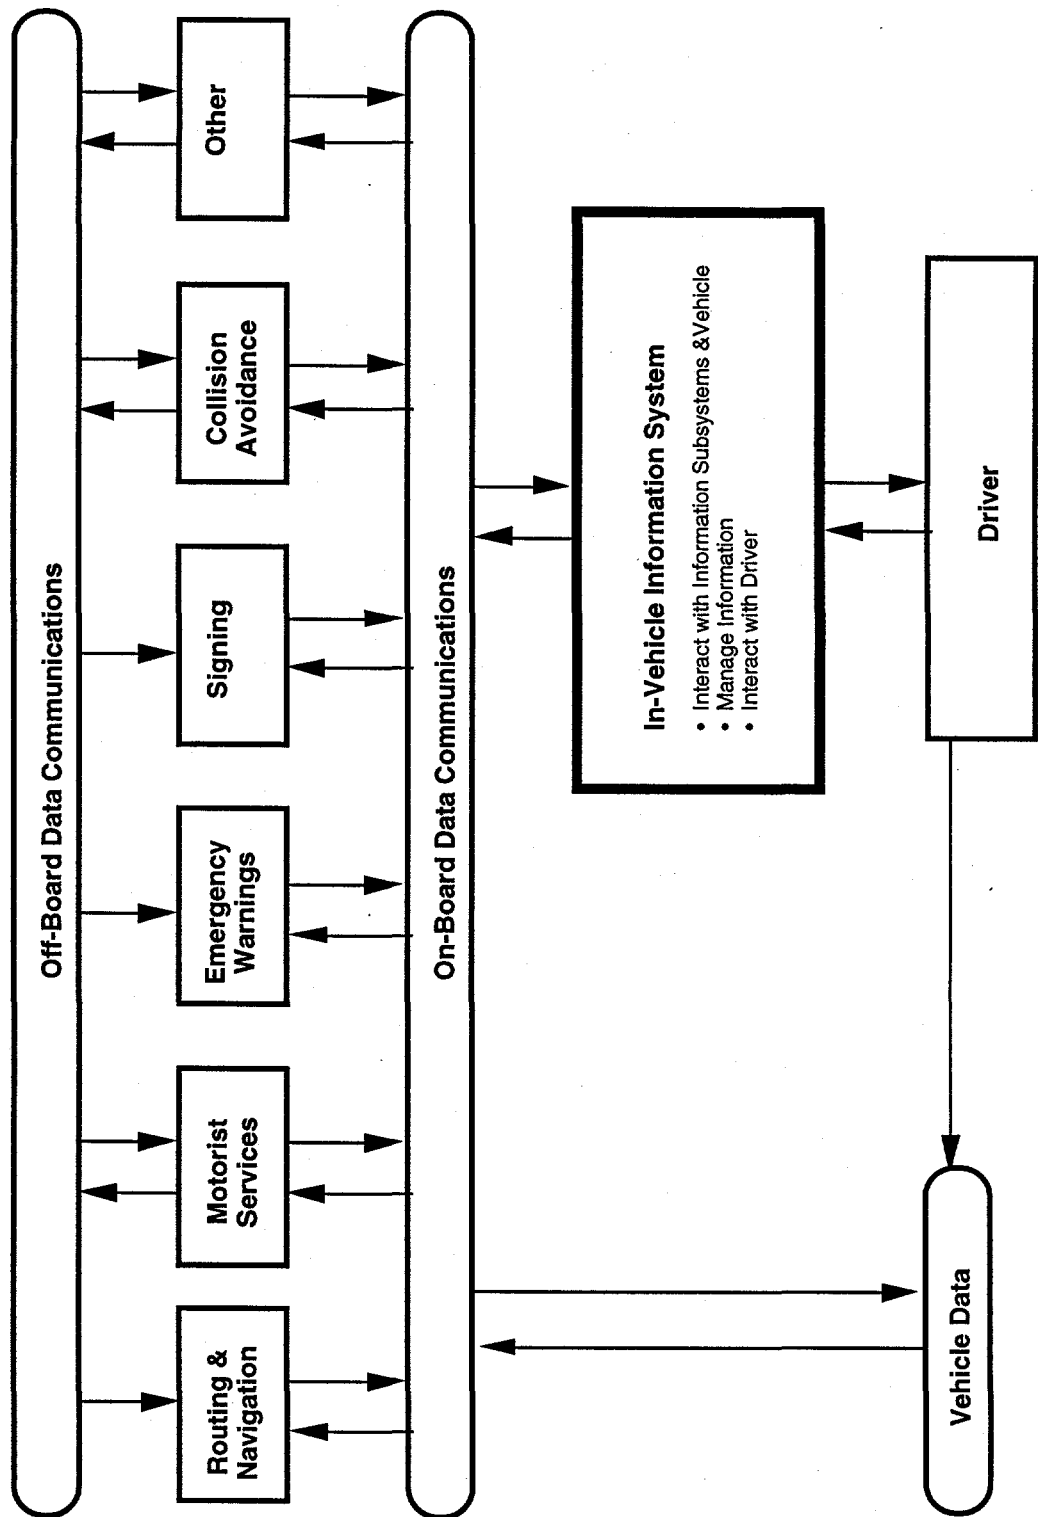 Off-Board Data Communications
Routing &
Navigation
Motorist
Services
Emergency
Warnings
Signing
Collision
Avoidance
Other
On-Board Data Communications
In-Vehicle Information System
• Interact with Information Subsystems &Vehicle
• Manage Information
• Interact with Driver
Vehicle Data
Driver